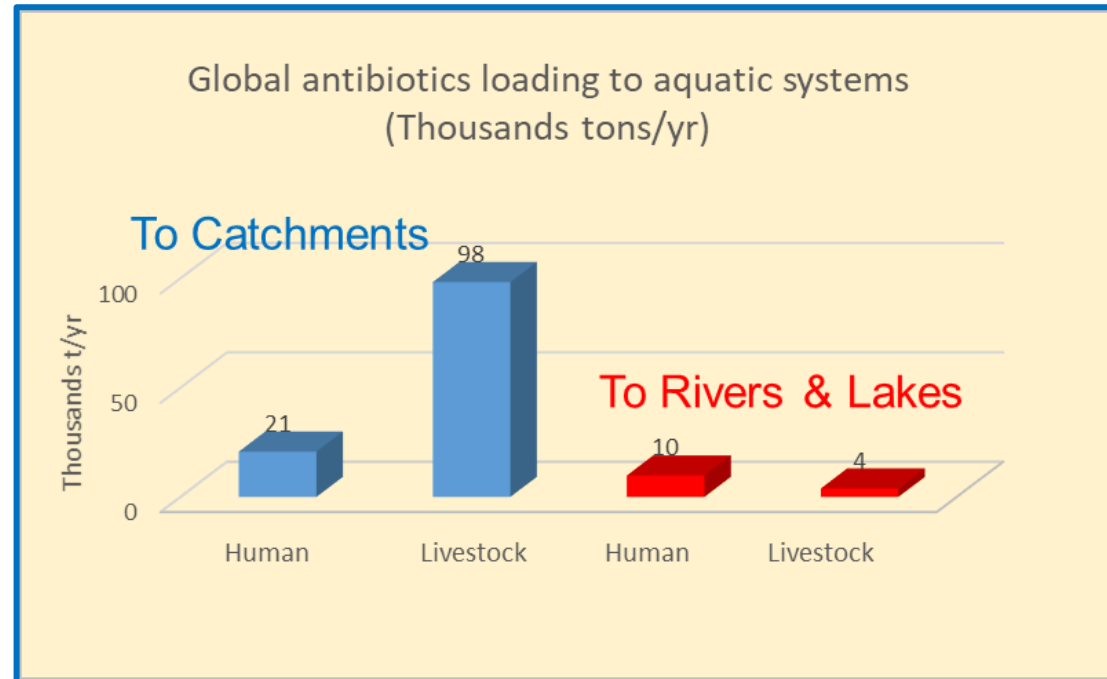 Global antibiotics loading to aquatic systems
(Thousands tons/yr)
To Catchments
98
100
Thousands t/yr
To Rivers & Lakes
50
21
10
4
0
Human
Livestock
Human
Livestock